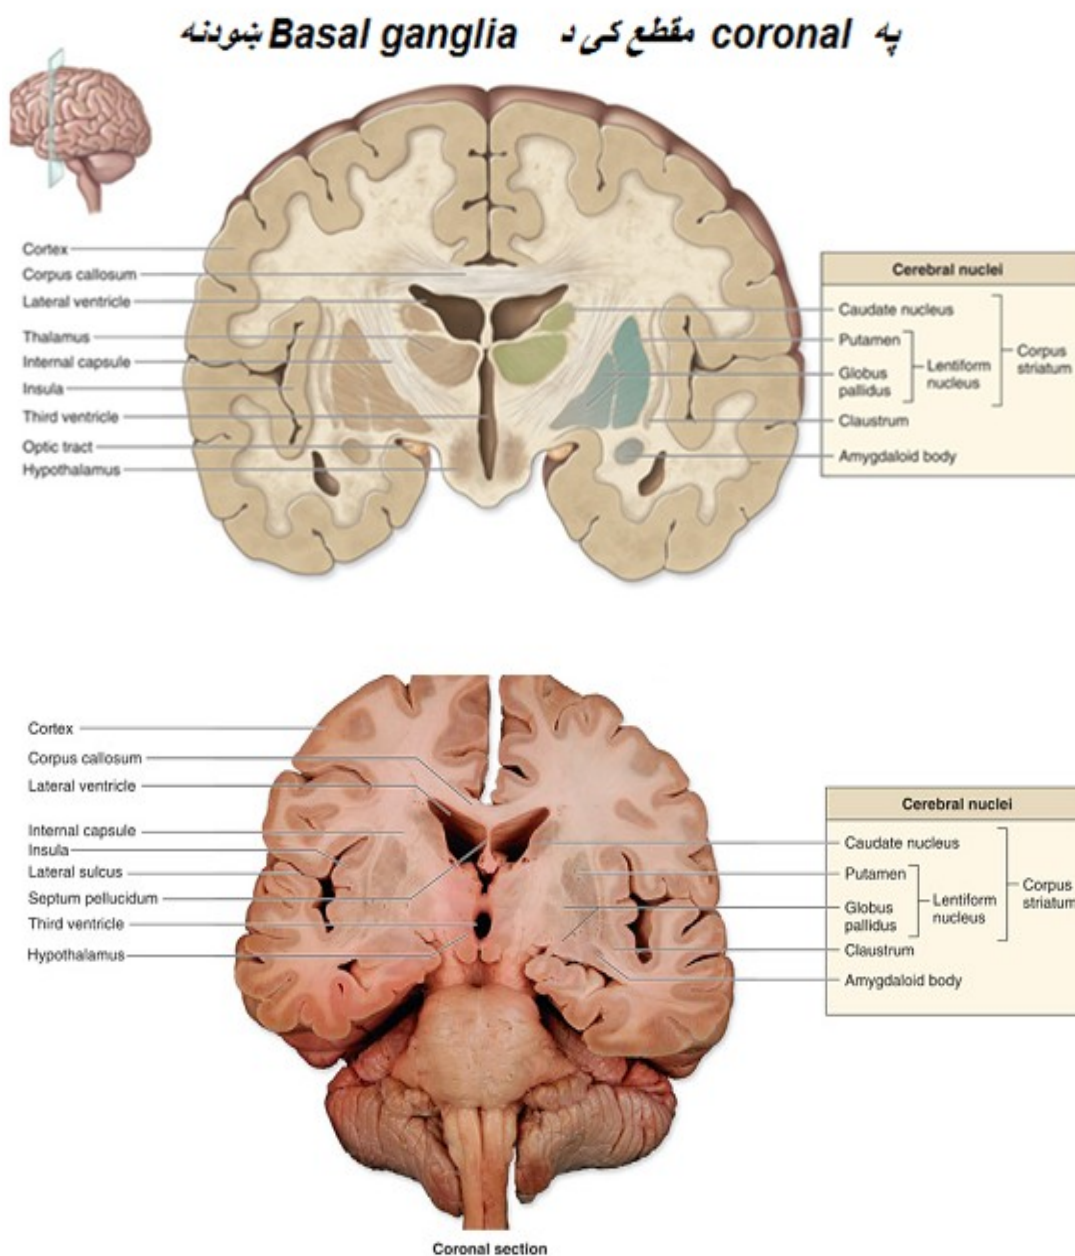 په coronal مقطع کی د Basal ganglia ښودنه
Cortex
Corpus callosum
Lateral ventricle
Thalamus
Internal capsule
Insula
Third ventricle
Optic tract
Hypothalamus
Cerebral nuclei
Caudate nucleus
Putamen
Globus
pallidus
Lentiform
nucleus
Corpus
striatum
Claustrum
Amygdaloid body
Cortex
Corpus callosum
Lateral ventricle
Internal capsule
Insula
Lateral sulcus
Septum pellucidum
Third ventricle
Hypothalamus
Cerebral nuclei
Caudate nucleus
Putamen
Globus
pallidus
Lentiform
nucleus
Corpus
striatum
Claustrum
Amygdaloid body
Coronal section